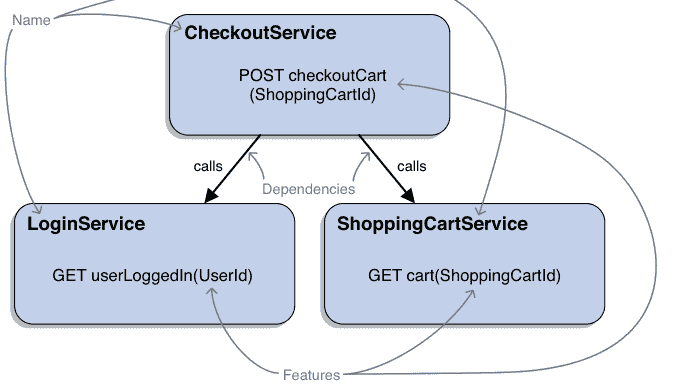 Name
CheckoutService
POST checkoutCart
(ShoppingCartId)
calls
calls
Dependencies
LoginService
GET userLoggedIn(UserId)
ShoppingCartService
GET cart(ShoppingCartId)
Features